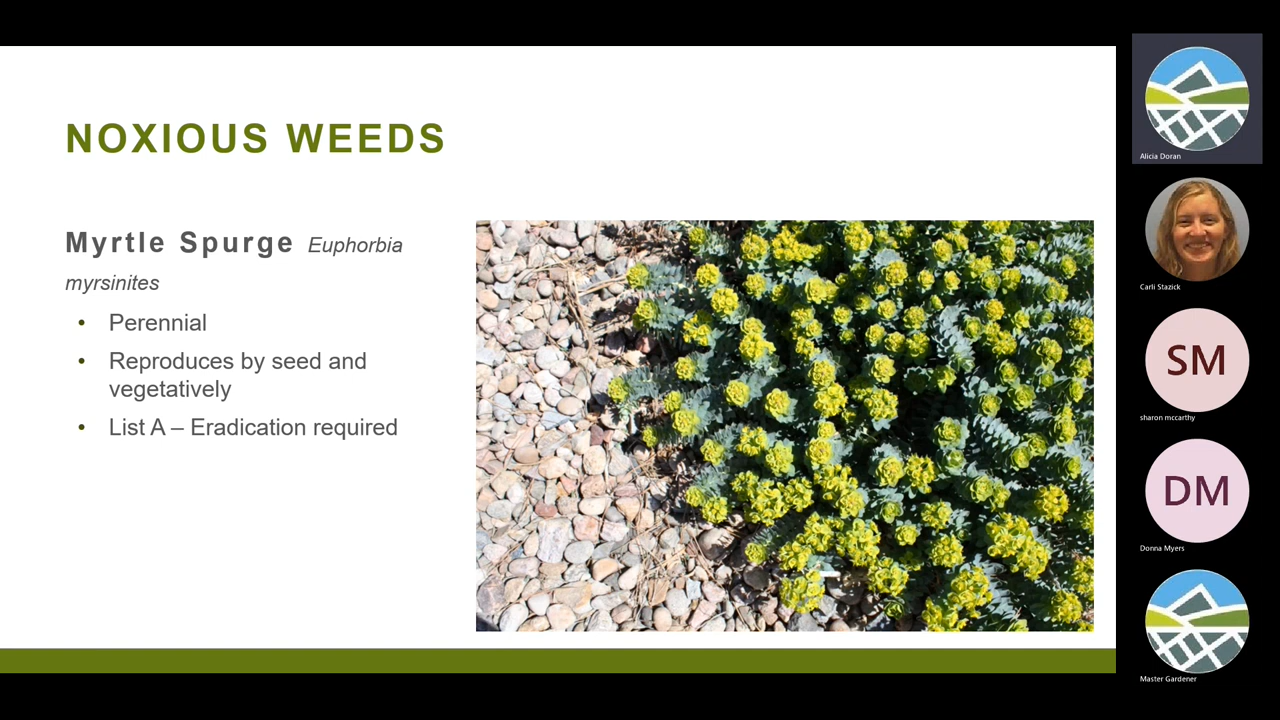 NOXIOUS WEEDS
Myrtle Spurge Euphorbia
myrsinites
• Perennial
• Reproduces by seed and
vegetatively
• List A – Eradication required
Alicia Doran
Carli Stazick
SM
sharon mccarthy
DM
Donna Myers
Master Gardener